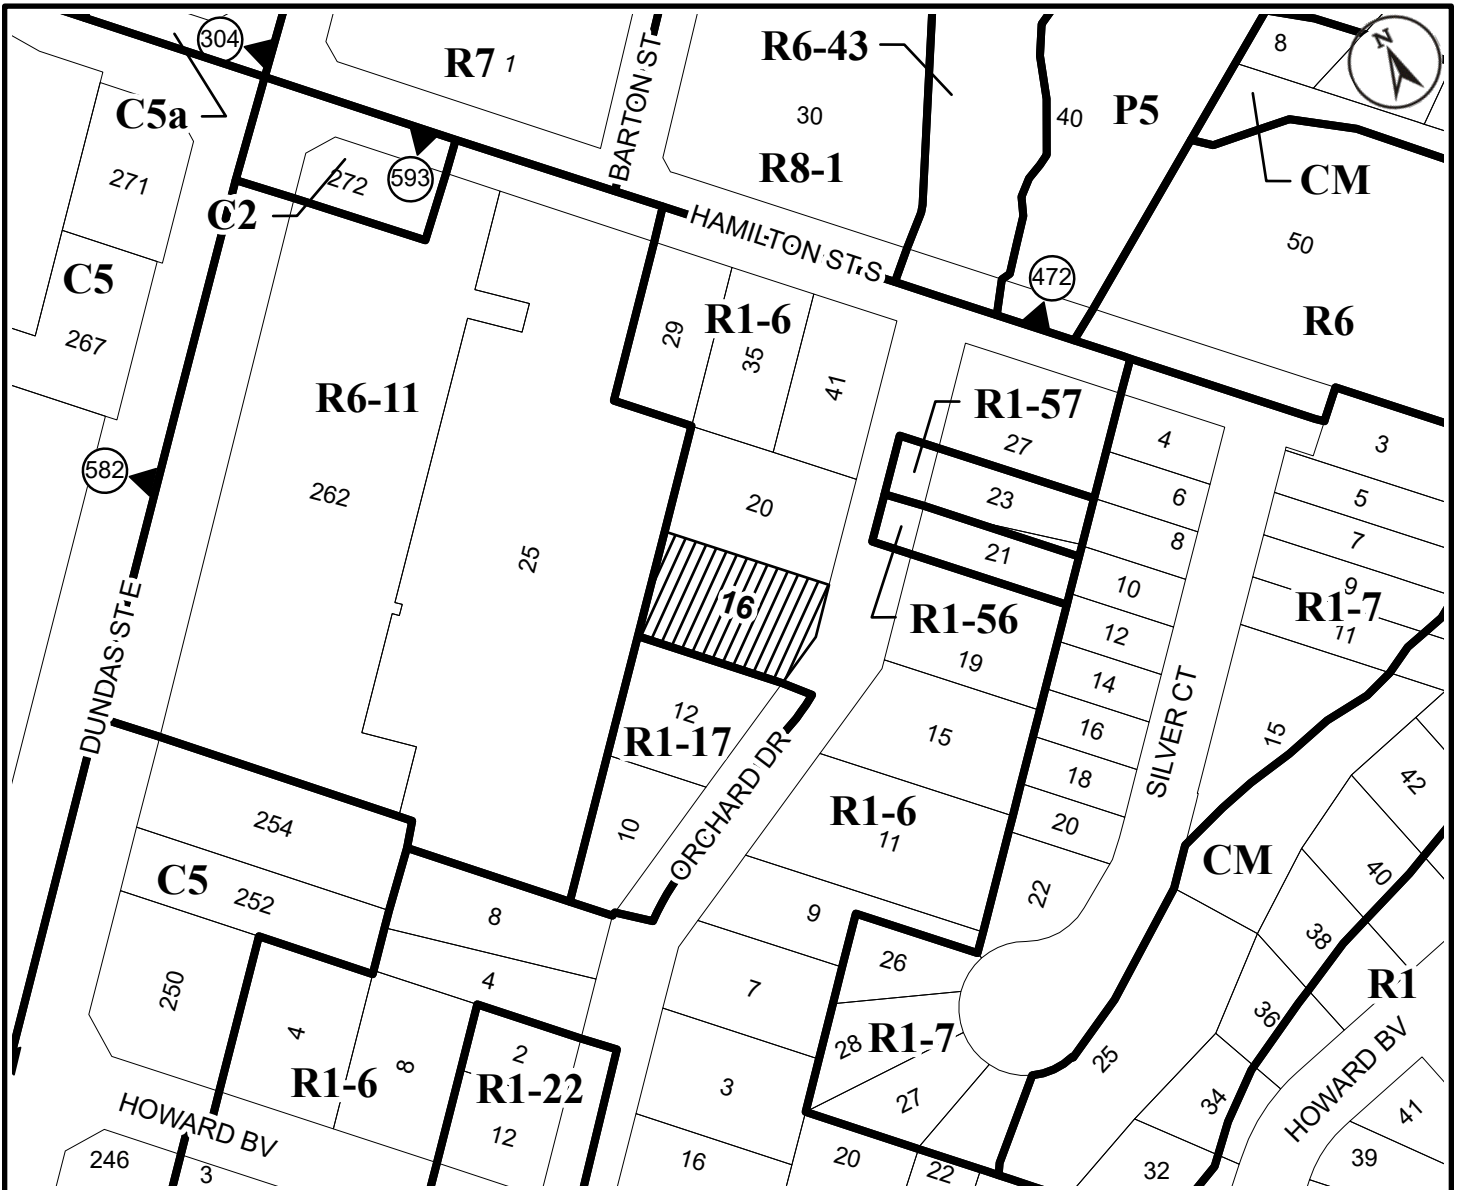 304
R7 1
BARTON ST
R6-43
8
N
C5a
30
40
P5
271
272
593
R8-1
CM
C2
HAMILTON ST S
50
C5
472
267
29
R1-6
35
41
R6
R6-11
R1-57
27
4
3
582
262
20
23
6
5
25
21
8
7
16
10
9
R1-7
11
DUNDAS ST E
R1-56
12
19
14
12
R1-17
15
16
SILVER CT
15
18
42
254
10
ORCHARD DR
R1-6
11
20
CM
C5
252
8
9
22
40
38
250
4
7
26
R1
4
8
2
28
R1-7
25
36
R1-6
R1-22
3
27
34
HOWARD BV
HOWARD BV
12
41
246
3
16
20
22
32
39